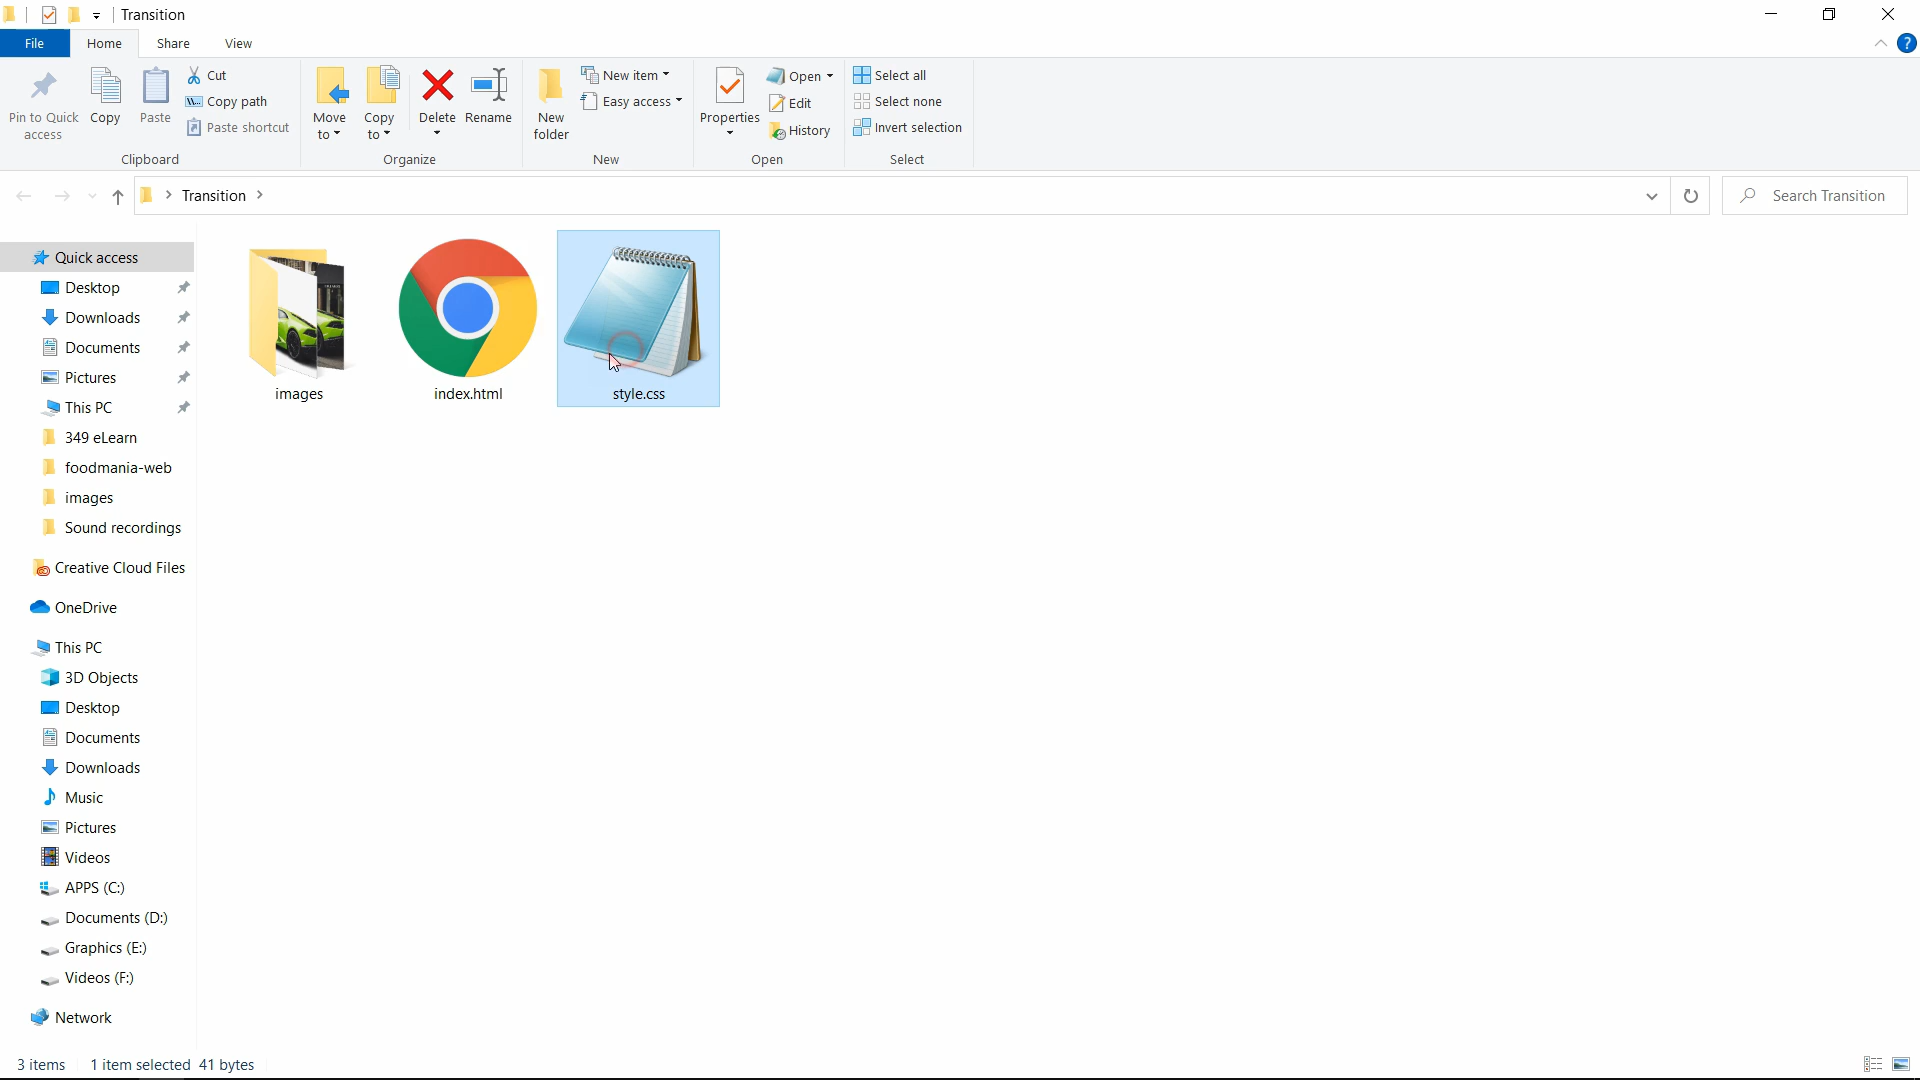 Transition
File Home Share View
Pin to Quick access
Copy
Paste
Cut
Copy path
Paste shortcut
Clipboard
Move to
Copy to
Delete
Rename
Organize
New folder
New item
Easy access
New
Properties
Open
Edit
History
Open
Select all
Select none
Invert selection
Select
Transition
Search Transition
Quick access
Desktop
Downloads
Documents
Pictures
This PC
349 eLearn
foodmania-web
images
Sound recordings
Creative Cloud Files
OneDrive
This PC
3D Objects
Desktop
Documents
Downloads
Music
Pictures
Videos
APPS (C:)
Documents (D:)
Graphics (E:)
Videos (F:)
Network
images
index.html
style.css
3 items 1 item selected 41 bytes